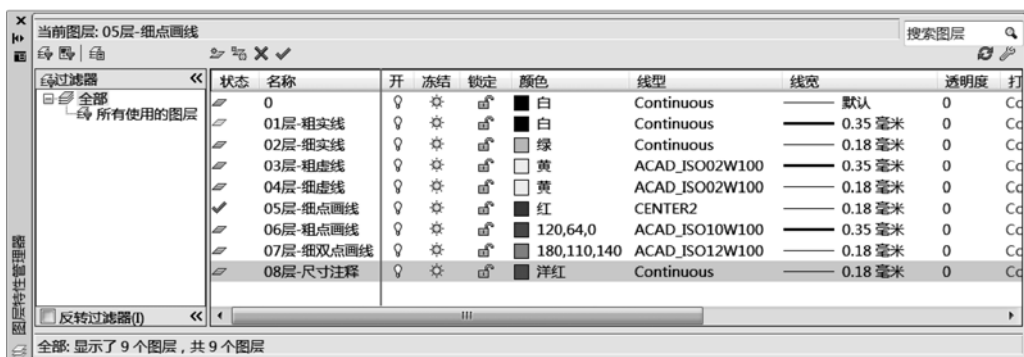 当前图层: 05层-细点画线
搜索图层
过滤器
全部
所有使用的图层
状态 名称 开 冻结 锁定 颜色 线型 线宽 透明度 打
0 白 Continuous 默认 0 Co
01层-粗实线 白 Continuous 0.35 毫米 0 Co
02层-细实线 绿 Continuous 0.18 毫米 0 Co
03层-粗虚线 黄 ACAD_ISO02W100 0.35 毫米 0 Co
04层-细虚线 黄 ACAD_ISO02W100 0.18 毫米 0 Co
05层-细点画线 红 CENTER2 0.18 毫米 0 Co
06层-粗点画线 120,64,0 ACAD_ISO10W100 0.35 毫米 0 Co
07层-细双点画线 180,110,140 ACAD_ISO12W100 0.18 毫米 0 Co
08层-尺寸注释 洋红 Continuous 0.18 毫米 0 Co
反转过滤器(I)
图层特性管理器
全部: 显示了 9 个图层，共 9 个图层